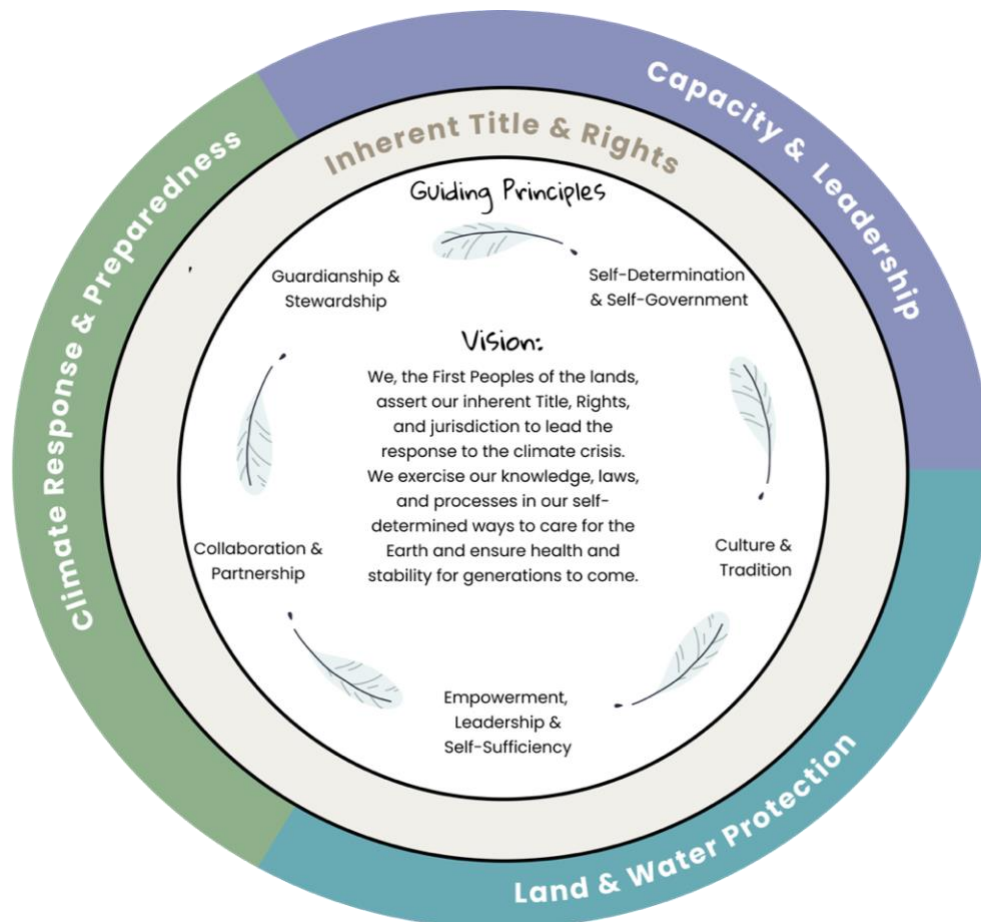 Capacity & Leadership
Climate Response & Preparedness
Inherent Title & Rights
Guiding Principles
Guardianship &
Stewardship
Self-Determination
& Self-Government
Vision:
We, the First Peoples of the lands,
assert our inherent Title, Rights,
and jurisdiction to lead the
response to the climate crisis.
We exercise our knowledge, laws,
and processes in our self-
determined ways to care for the
Earth and ensure health and
stability for generations to come.
Collaboration &
Partnership
Culture &
Tradition
Empowerment,
Leadership &
Self-Sufficiency
Land & Water Protection